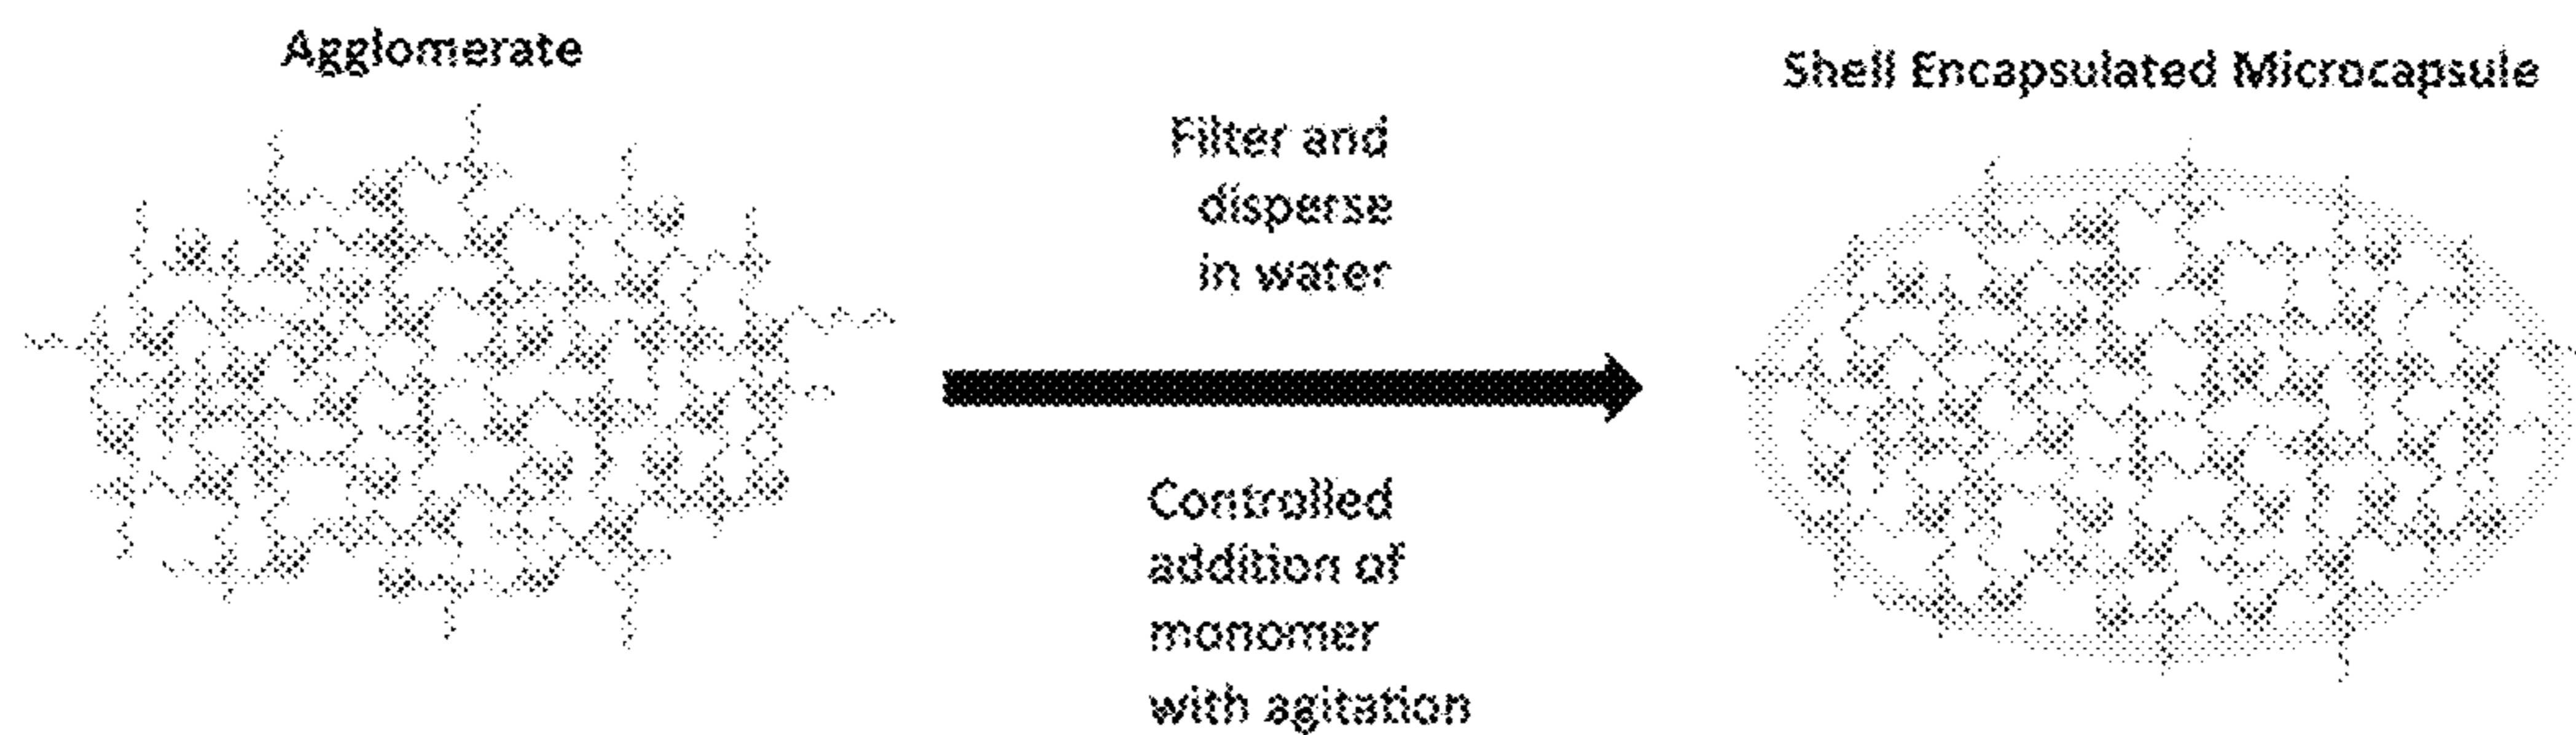 Agglomerate
Filter and
disperse
in water
Controlled
addition of
monomer
with agitation
Shell Encapsulated Microcapsule